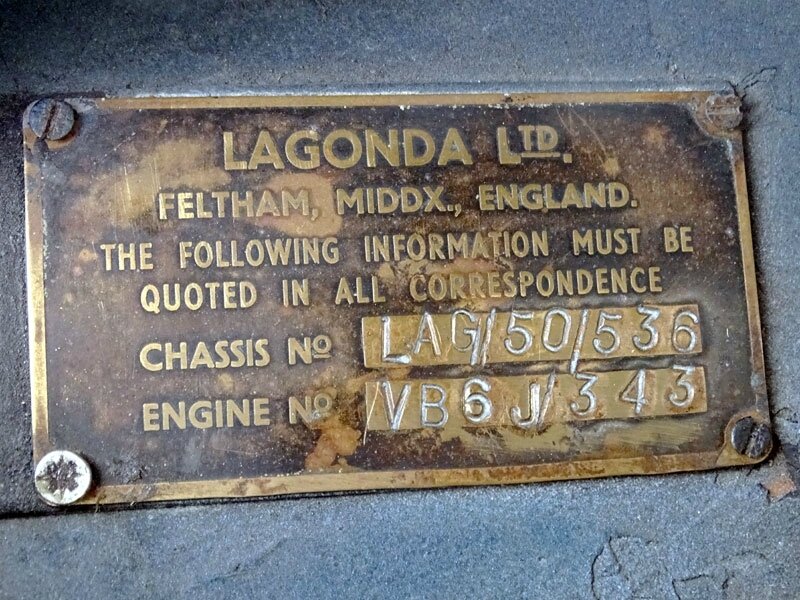 LAGONDA LTD.
FELTHAM, MIDDX., ENGLAND.
THE FOLLOWING INFORMATION MUST BE
QUOTED IN ALL CORRESPONDENCE
CHASSIS No LAG/50/536
ENGINE No VB6J/343